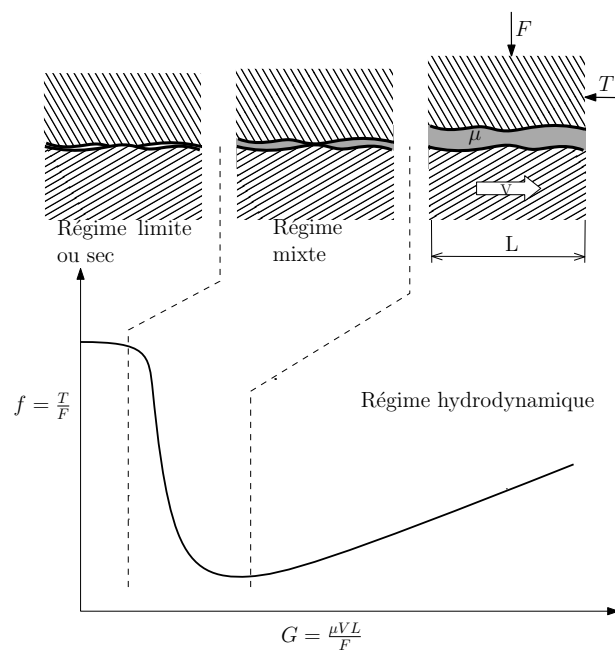 F
T
μ
V
Régime limite
ou sec
Régime
mixte
L
f = T/F
Régime hydrodynamique
G = μVL/F